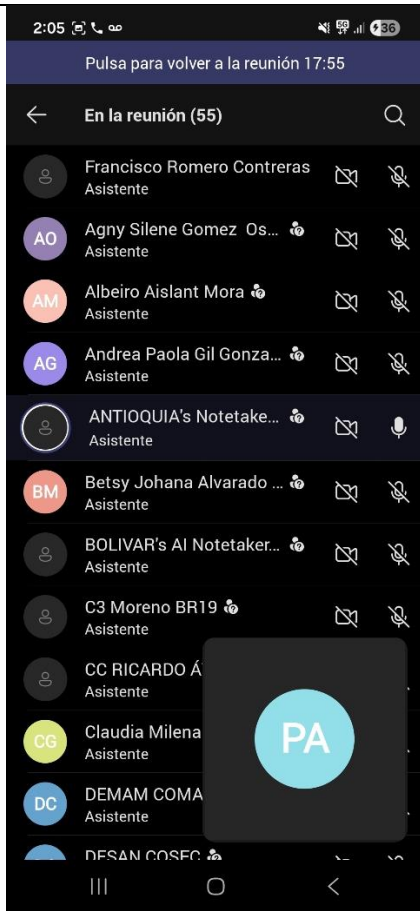 2:05
5G
36
Pulsa para volver a la reunión 17:55
En la reunión (55)
Francisco Romero Contreras
Asistente
AO
Agny Silene Gomez Os...
Asistente
AM
Albeiro Aislant Mora
Asistente
AG
Andrea Paola Gil Gonza...
Asistente
ANTIOQUIA's Notetake...
Asistente
BM
Betsy Johana Alvarado ...
Asistente
BOLIVAR's AI Notetaker...
Asistente
C3 Moreno BR19
Asistente
CC RICARDO
Asistente
CG
Claudia Milena
Asistente
DC
DEMAM COMA
Asistente
DESAN COSEC
PA